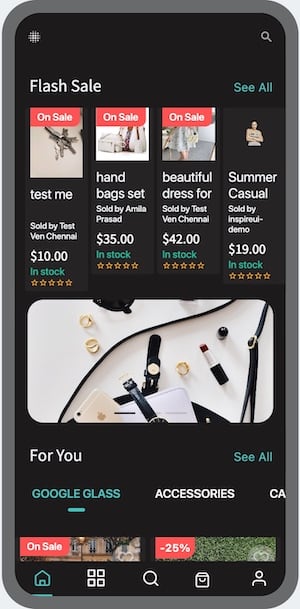 Flash Sale
See All
On Sale
On Sale
On Sale
test me
Sold by Test
Ven Chennai
$10.00
In stock
hand
bags set
Sold by Amila
Prasad
$35.00
In stock
beautiful
dress for
Sold by Test
Ven Chennai
$42.00
In stock
Summer
Casual
Sold by
inspireui-
demo
$19.00
In stock
For You
See All
GOOGLE GLASS
ACCESSORIES
CA
On Sale
-25%